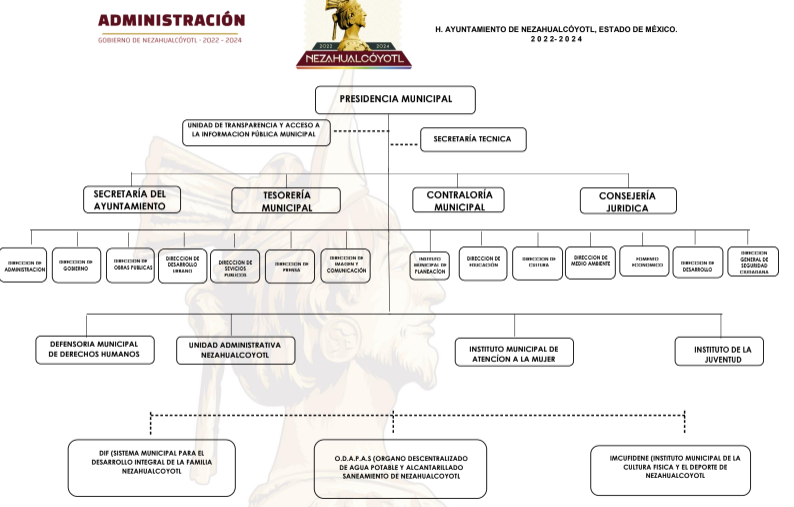 ADMINISTRACIÓN
GOBIERNO DE NEZAHUALCÓYOTL · 2022 - 2024
2022 2024
NEZAHUALCÓYOTL
H. AYUNTAMIENTO DE NEZAHUALCÓYOTL, ESTADO DE MÉXICO.
2022-2024
PRESIDENCIA MUNICIPAL
UNIDAD DE TRANSPARENCIA Y ACCESO A
LA INFORMACION PÚBLICA MUNICIPAL
SECRETARÍA TECNICA
SECRETARÍA DEL
AYUNTAMIENTO
TESORERÍA
MUNICIPAL
CONTRALORÍA
MUNICIPAL
CONSEJERÍA
JURIDICA
DIRECCION DE
ADMINISTRACION
DIRECCION DE
GOBIERNO
DIRECCION DE
OBRAS PUBLICAS
DIRECCION DE
DESARROLLO
URBANO
DIRECCION DE
SEVICIOS
PUBLICOS
DIRECCION DE
PRENSA
DIRECCION DE
IMAGEN Y
COMUNICACIÓN
INSTITUTO
MUNICIPAL DE
PLANEACÍON
DIRECCION DE
EDUCACIÓN
DIRECCION DE
CULTURA
DIRECCION DE
MEDIO AMBIENTE
FOMENTO
ECONOMICO
DIRECCION DE
DESARROLLO
DIRECCION
GENERAL DE
SEGURIDAD
CIUDADANA
DEFENSORIA MUNICIPAL
DE DERECHOS HUMANOS
UNIDAD ADMINISTRATIVA
NEZAHUALCOYOTL
INSTITUTO MUNICIPAL DE
ATENCÍON A LA MUJER
INSTITUTO DE LA
JUVENTUD
DIF (SISTEMA MUNICIPAL PARA EL
DESARROLLO INTEGRAL DE LA FAMILIA
NEZAHUALCOYOTL
O.D.A.P.A.S (ORGANO DESCENTRALIZADO
DE AGUA POTABLE Y ALCANTARILLADO
SANEAMIENTO DE NEZAHUALCOYOTL
IMCUFIDENE (INSTITUTO MUNICIPAL DE LA
CULTURA FISICA Y EL DEPORTE DE
NEZAHUALCOYOTL